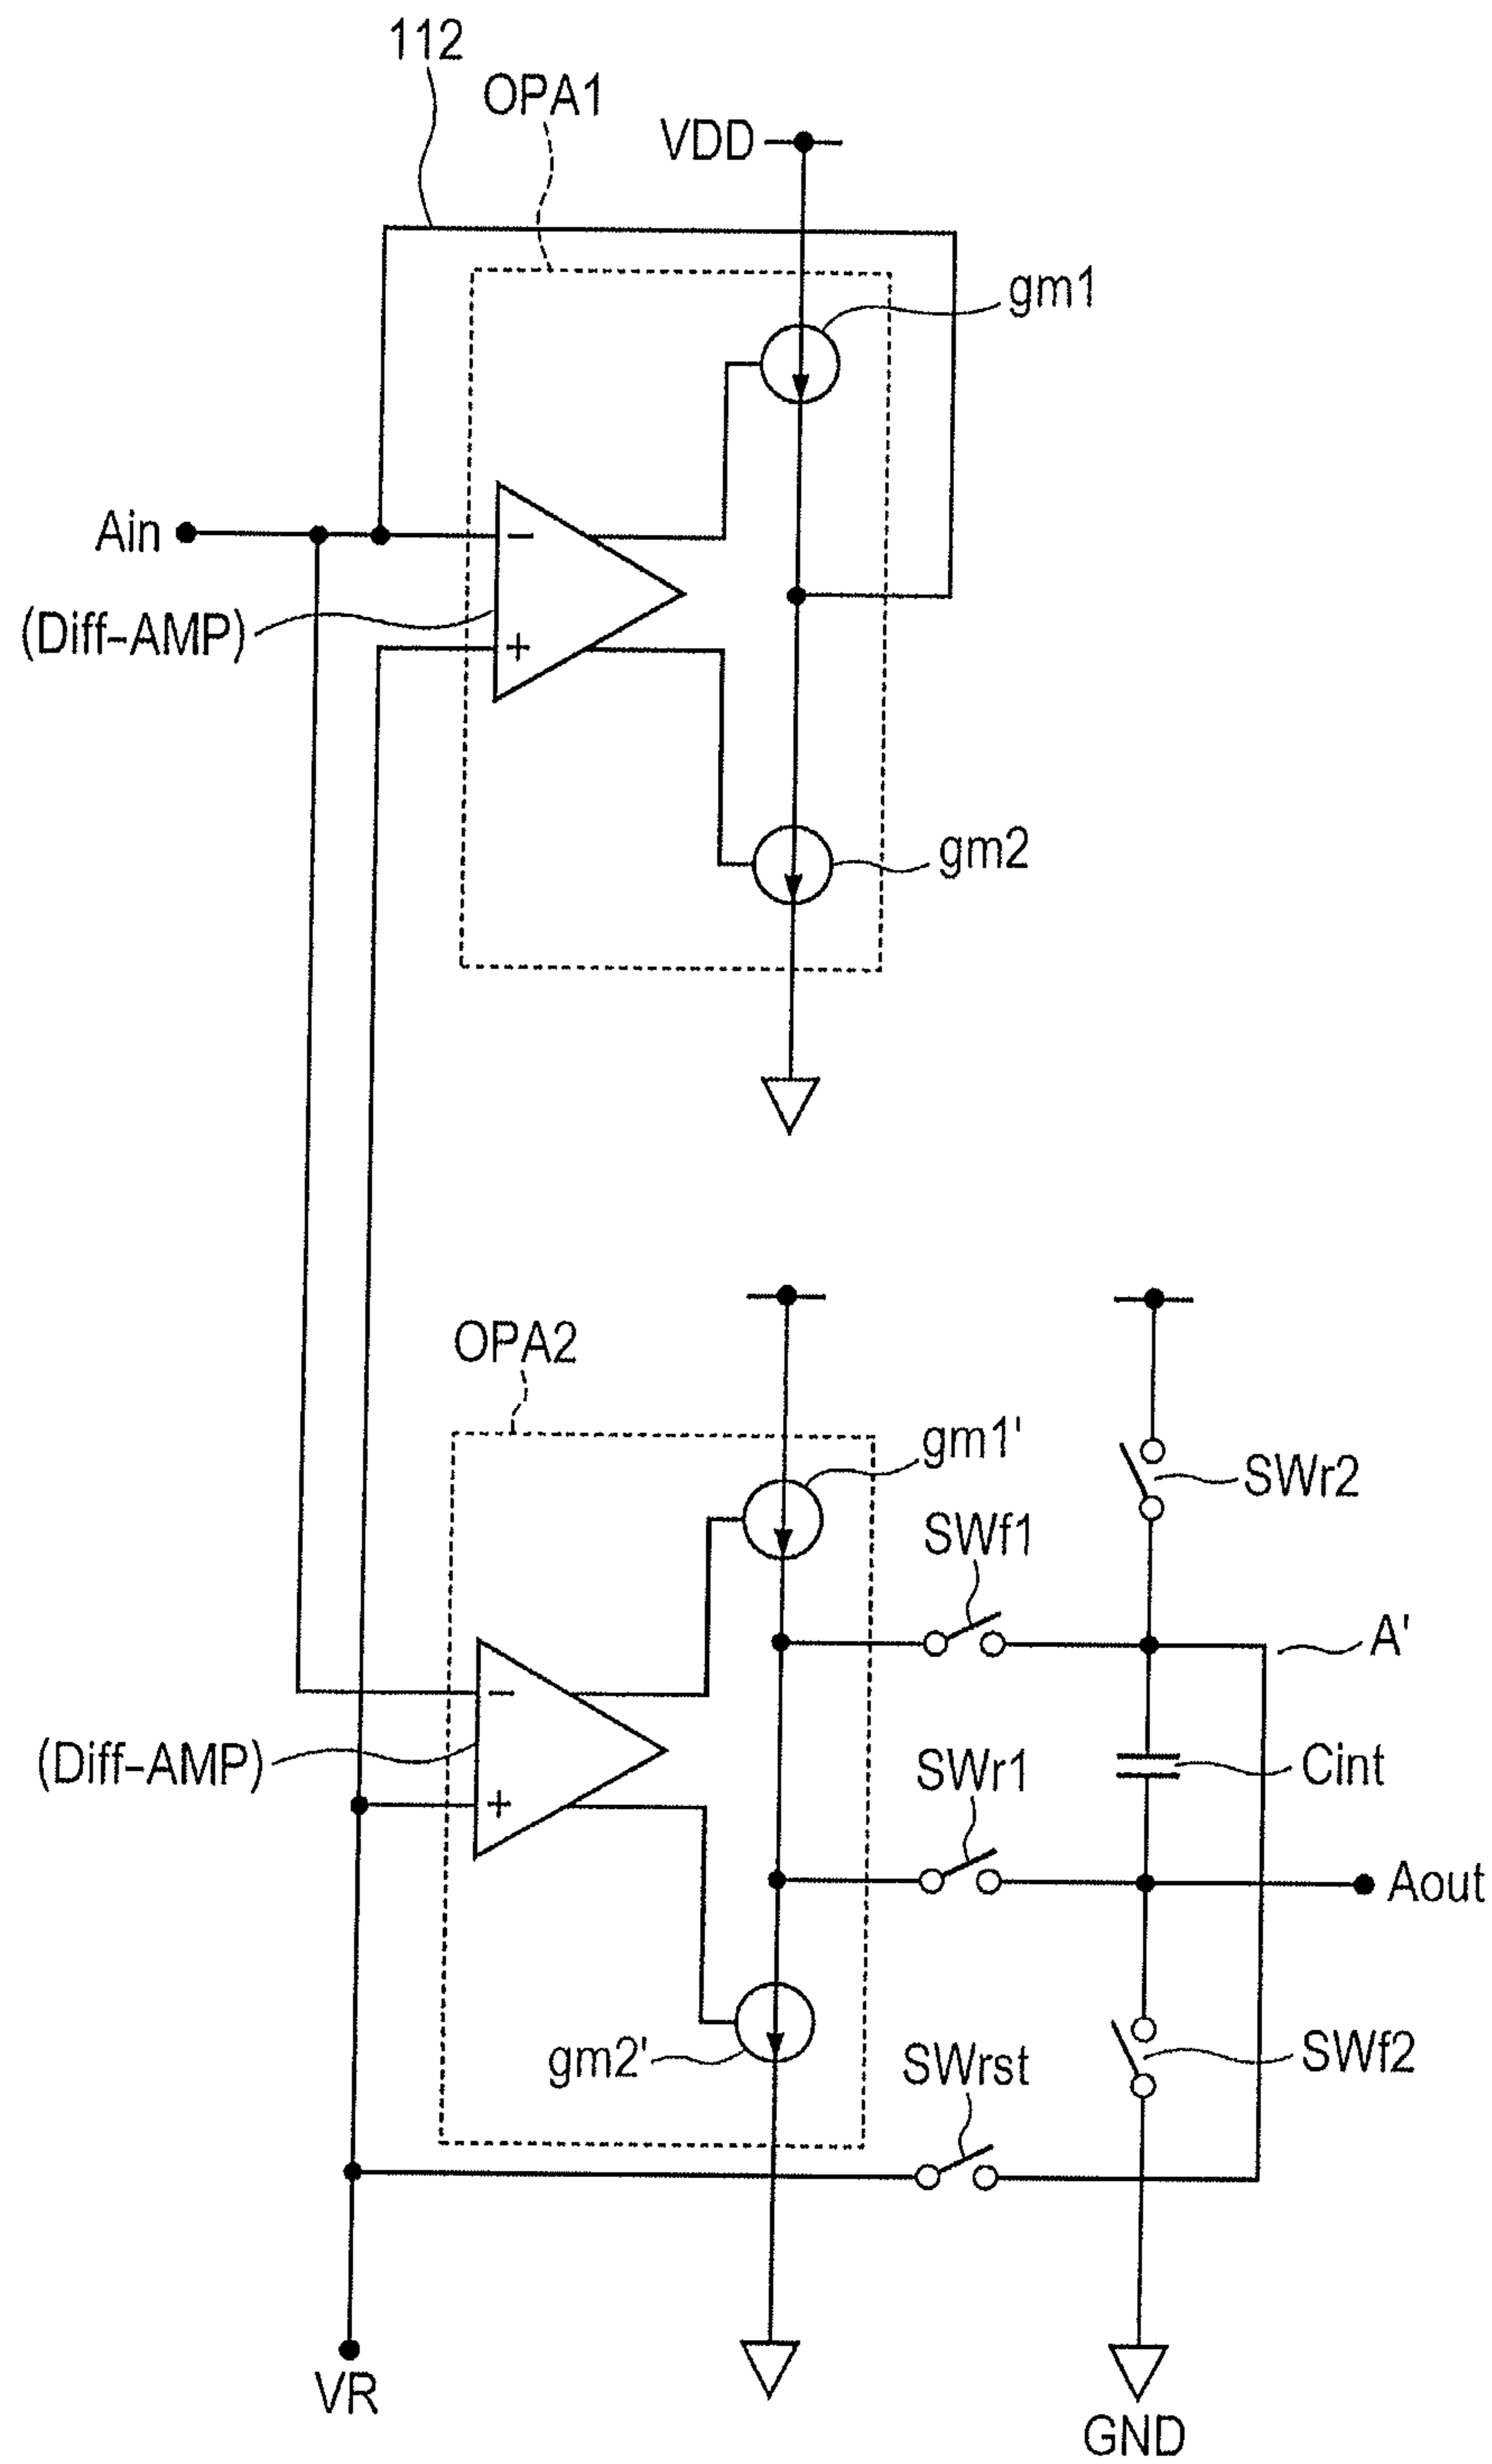 112
OPA1
VDD
gm1
Ain
−
(Diff-AMP)
+
gm2
OPA2
gm1'
SWr2
SWf1
A'
−
(Diff-AMP)
SWr1
Cint
+
Aout
gm2'
SWrst
SWf2
VR
GND